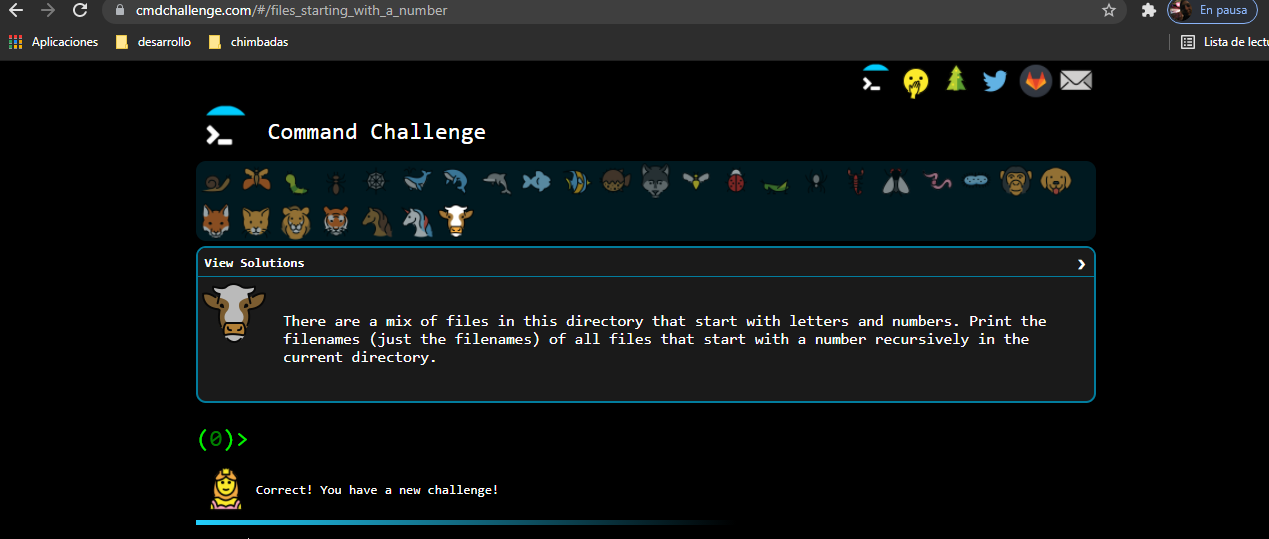 cmdchallenge.com/#/files_starting_with_a_number
En pausa
Aplicaciones desarrollo chimbadas
Lista de lectu
Command Challenge
View Solutions
There are a mix of files in this directory that start with letters and numbers. Print the
filenames (just the filenames) of all files that start with a number recursively in the
current directory.
(0)>
Correct! You have a new challenge!